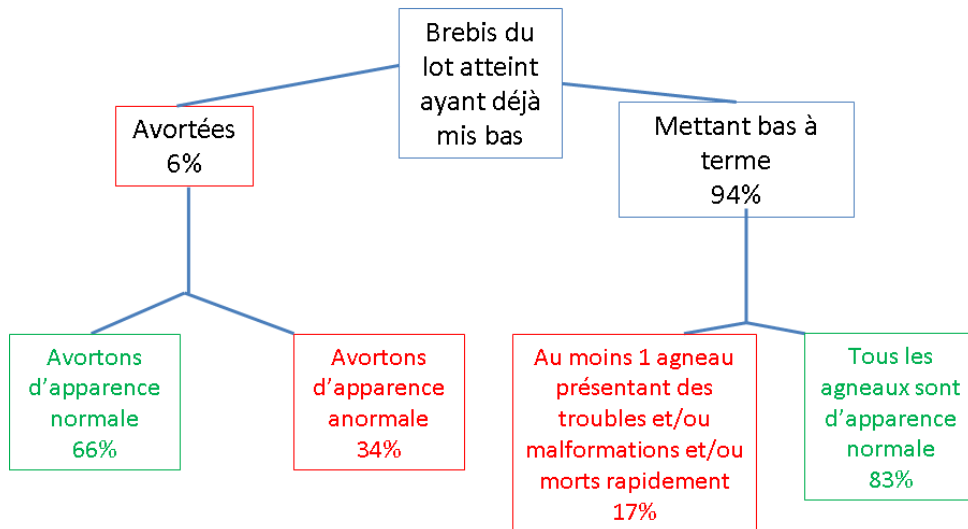 Brebis du
lot atteint
ayant déjà
mis bas
Avortées
6%
Mettant bas à
terme
94%
Avortons
d'apparence
normale
66%
Avortons
d'apparence
anormale
34%
Au moins 1 agneau
présentant des
troubles et/ou
malformations et/ou
morts rapidement
17%
Tous les
agneaux sont
d'apparence
normale
83%